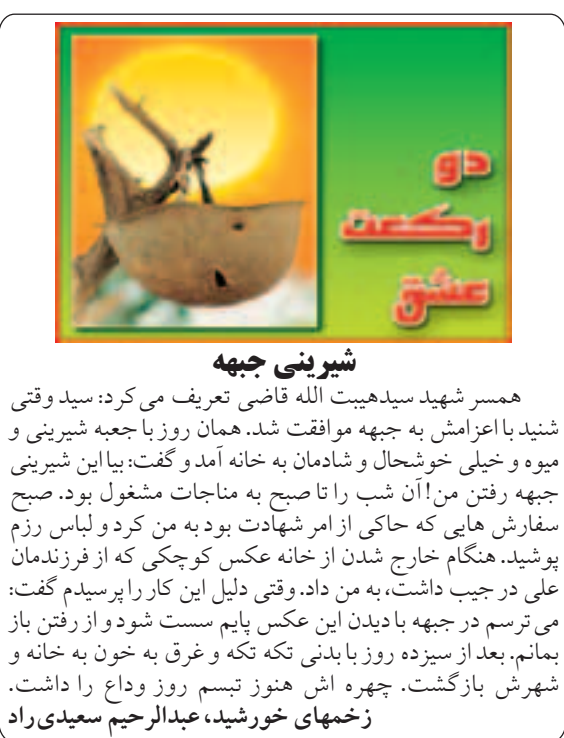 دو
رکعت
عشق
شیرینی جبهه
همسر شهید سیدهیبت الله قاضی تعریف می کرد: سید وقتی
شنید با اعزامش به جبهه موافقت شد. همان روز با جعبه شیرینی و
میوه و خیلی خوشحال و شادمان به خانه آمد و گفت: بیا این شیرینی
جبهه رفتن من! آن شب را تا صبح به مناجات مشغول بود. صبح
سفارش هایی که حاکی از امر شهادت بود به من کرد و لباس رزم
پوشید. هنگام خارج شدن از خانه عکس کوچکی که از فرزندمان
علی در جیب داشت، به من داد. وقتی دلیل این کار را پرسیدم گفت:
می ترسم در جبهه با دیدن این عکس پایم سست شود و از رفتن باز
بمانم. بعد از سیزده روز با بدنی تکه تکه و غرق به خون به خانه و
شهرش بازگشت. چهره اش هنوز تبسم روز وداع را داشت.
زخمهای خورشید، عبدالرحیم سعیدی راد